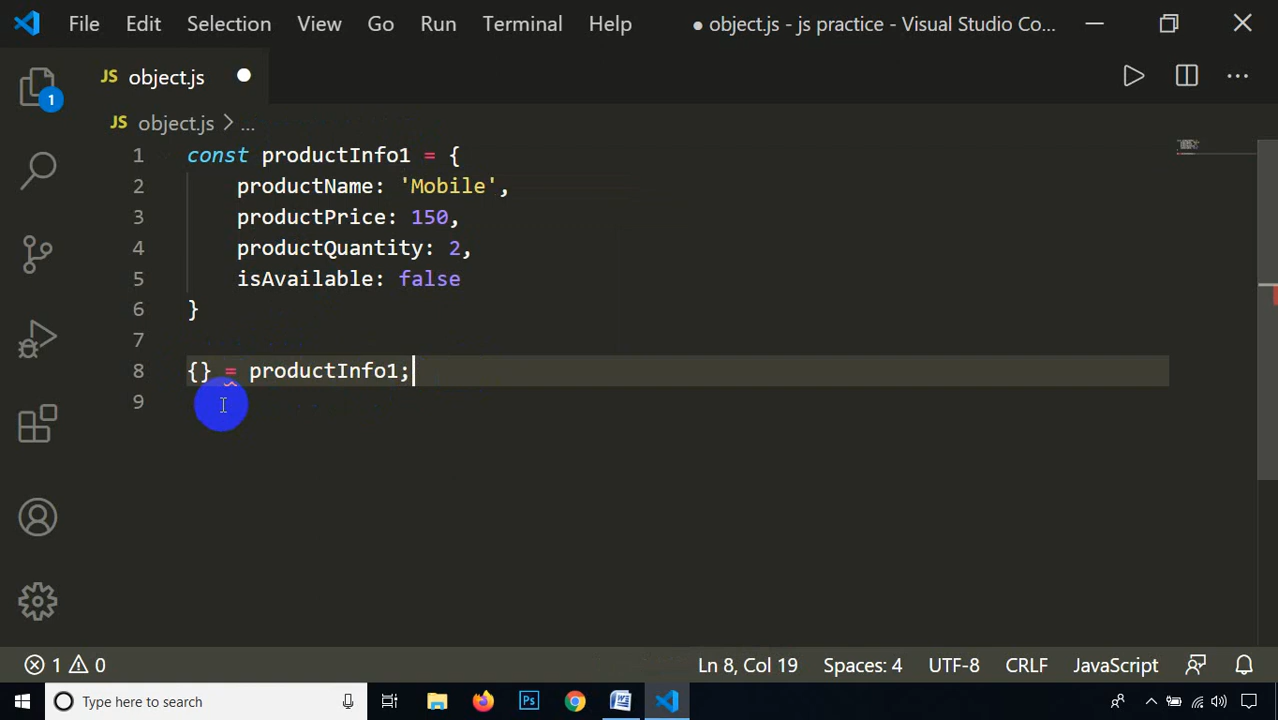 File Edit Selection View Go Run Terminal Help ● object.js - js practice - Visual Studio Co...
JS object.js
1
JS object.js > ...
1 const productInfo1 = {
2 productName: 'Mobile',
3 productPrice: 150,
4 productQuantity: 2,
5 isAvailable: false
6 }
7
8 {} = productInfo1;
9
1 0 Ln 8, Col 19 Spaces: 4 UTF-8 CRLF JavaScript
Type here to search Ps